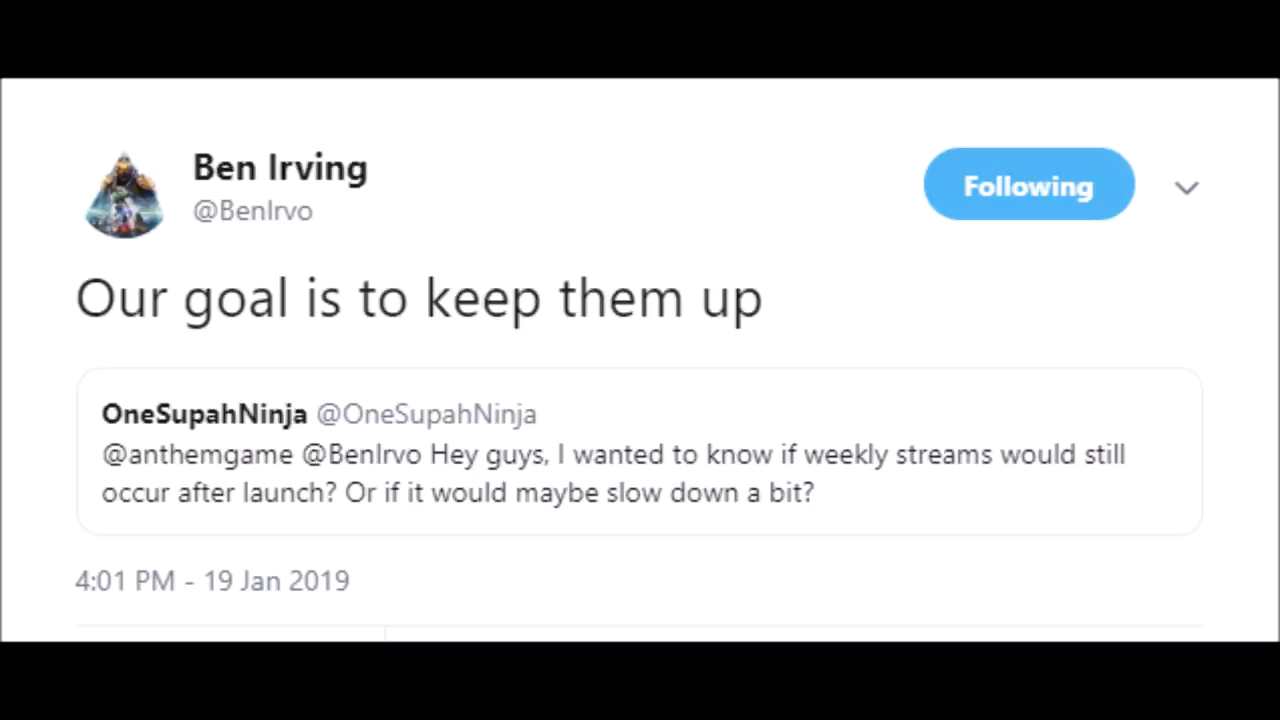 Ben Irving
@BenIrvo
Following
Our goal is to keep them up
OneSupahNinja @OneSupahNinja
@anthemgame @BenIrvo Hey guys, I wanted to know if weekly streams would still
occur after launch? Or if it would maybe slow down a bit?
4:01 PM - 19 Jan 2019